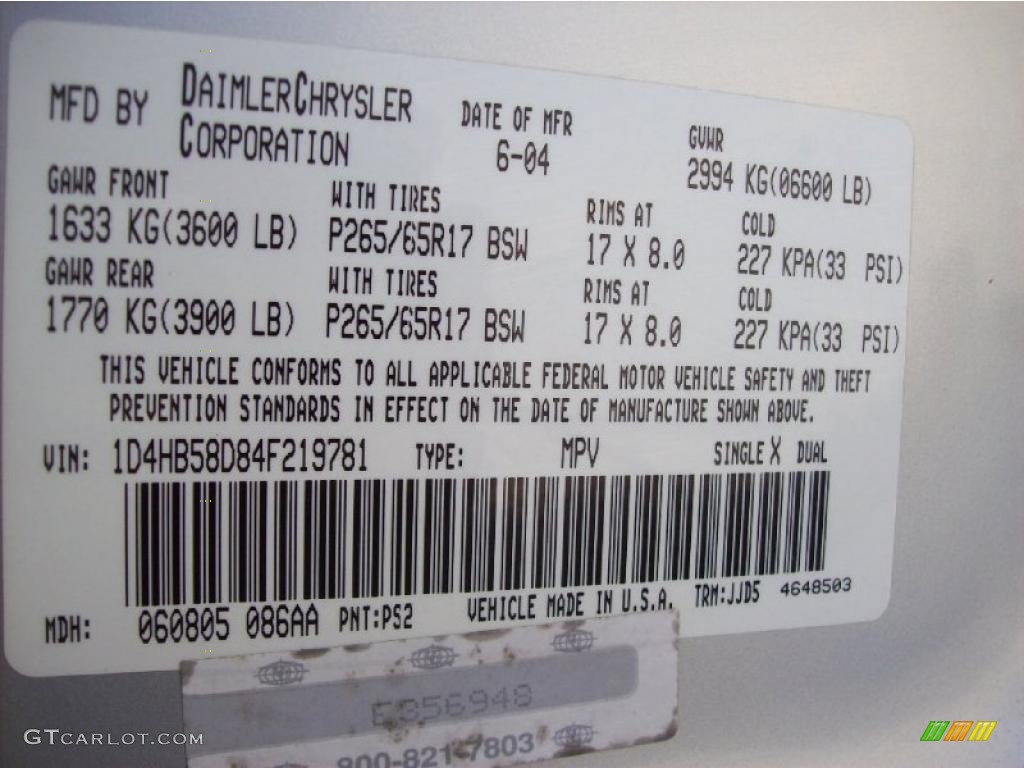 MFD BY DAIMLERCHRYSLER CORPORATION DATE OF MFR 6-04 GVWR 2994 KG(06600 LB)
GAWR FRONT WITH TIRES RIMS AT COLD
1633 KG(3600 LB) P265/65R17 BSW 17 X 8.0 227 KPA(33 PSI)
GAWR REAR WITH TIRES RIMS AT COLD
1770 KG(3900 LB) P265/65R17 BSW 17 X 8.0 227 KPA(33 PSI)
THIS VEHICLE CONFORMS TO ALL APPLICABLE FEDERAL MOTOR VEHICLE SAFETY AND THEFT
PREVENTION STANDARDS IN EFFECT ON THE DATE OF MANUFACTURE SHOWN ABOVE.
VIN: 1D4HB58D84F219781 TYPE: MPV SINGLE X DUAL
MDH: 060805 086AA PNT:PS2 VEHICLE MADE IN U.S.A. TRM:JJD5 4648503
E356948
800-821-7803
GTCARLOT.COM